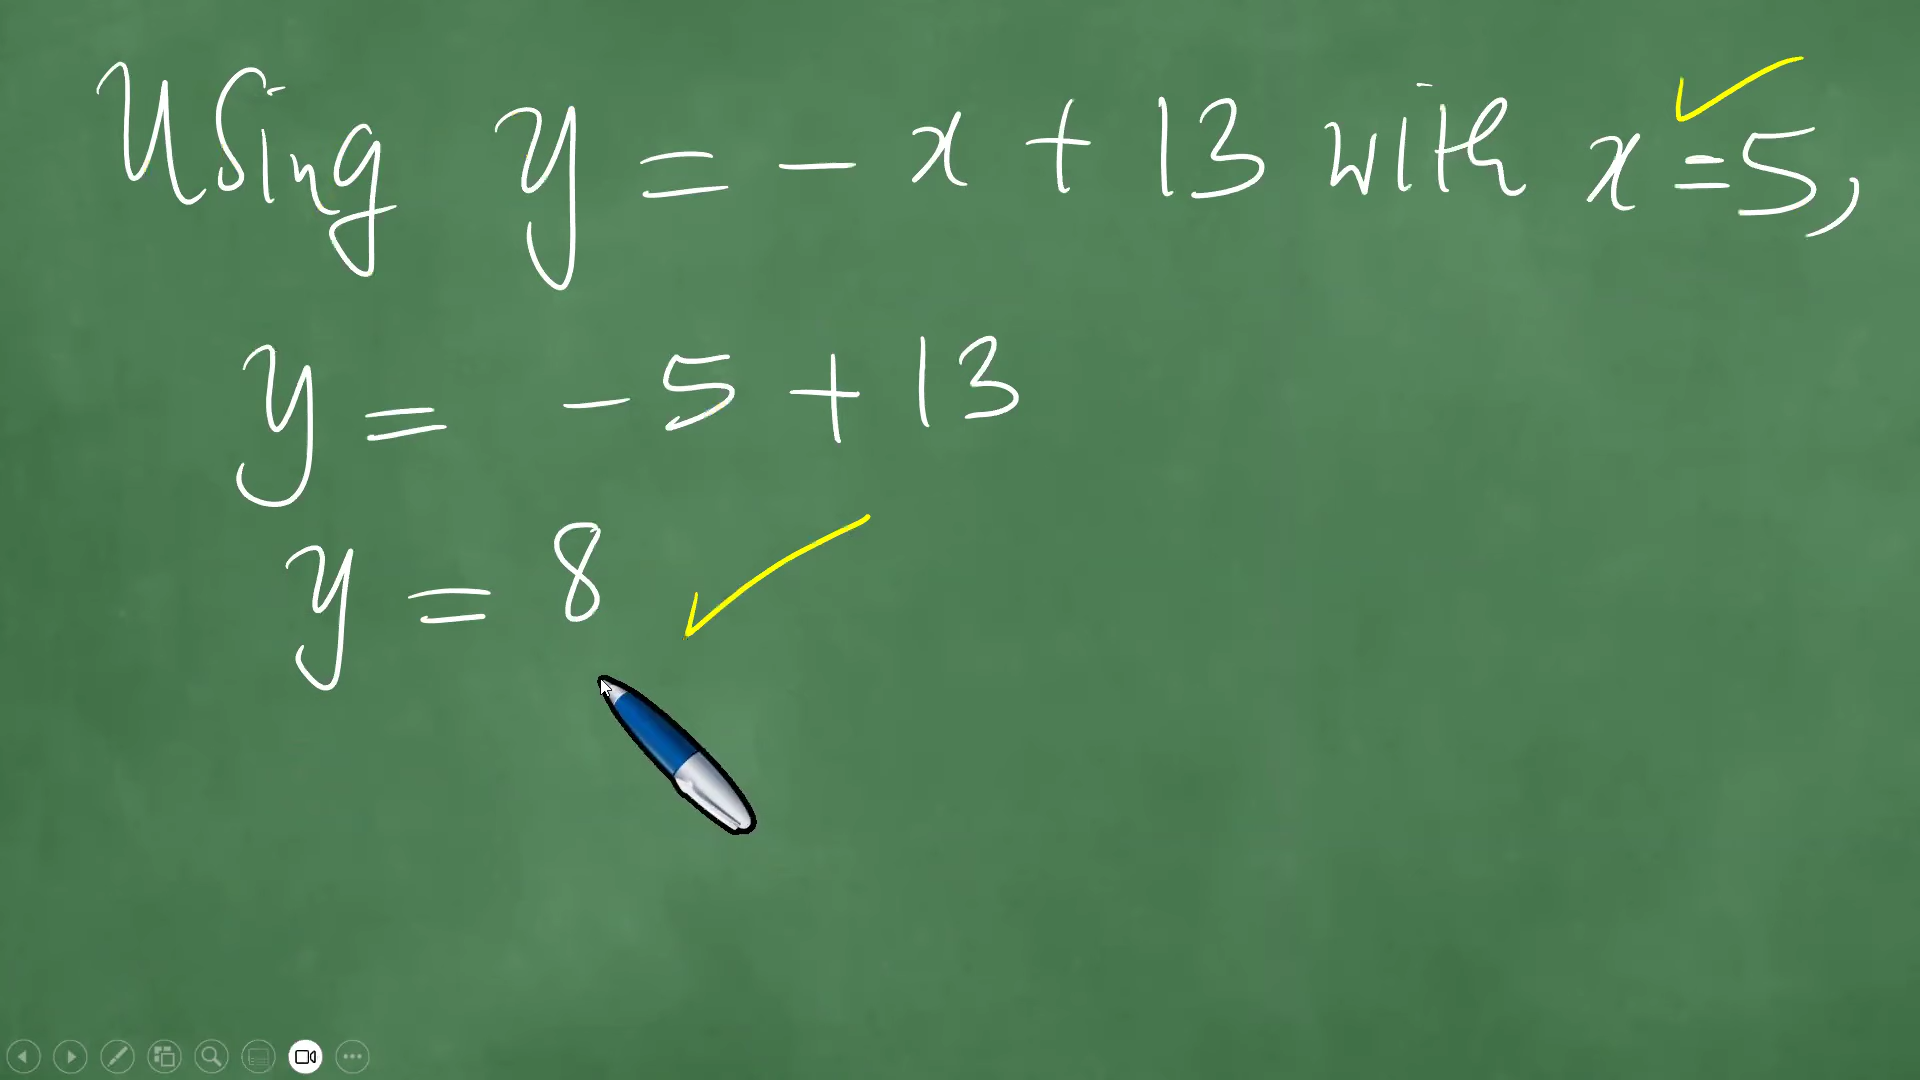 Using y = - x + 13 with x = 5,
y = - 5 + 13
y = 8